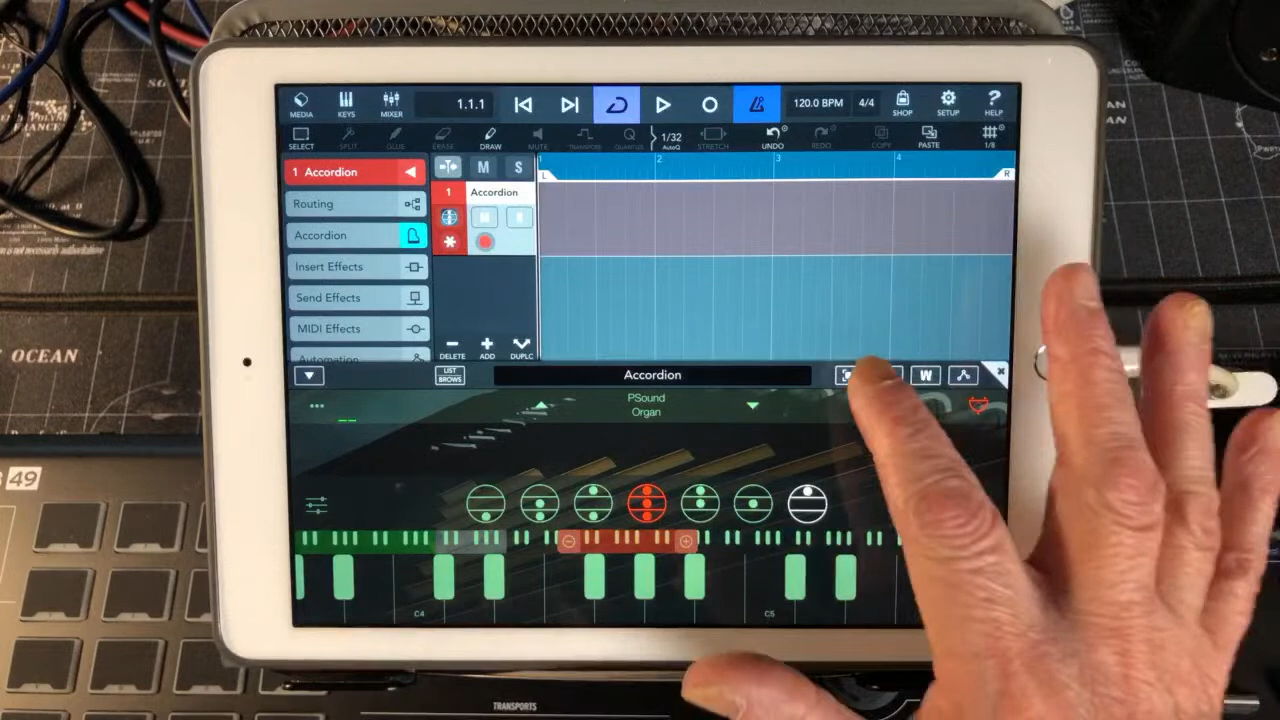 MEDIA
KEYS
MIXER
1.1.1
120.0 BPM
4/4
SHOP
SETUP
HELP
SELECT
SPLIT
GLUE
ERASE
DRAW
MUTE
TRANSPOSE
QUANTIZE
1/32
AutoQ
STRETCH
UNDO
REDO
COPY
PASTE
1/8
1 Accordion
M
S
1
2
3
4
L
R
Routing
1
Accordion
M
Accordion
Insert Effects
Send Effects
MIDI Effects
Automation
DELETE
ADD
DUPLC
LIST
BROWS
Accordion
W
PSound
Organ
C4
C5
OCEAN
49
TRANSPORTS